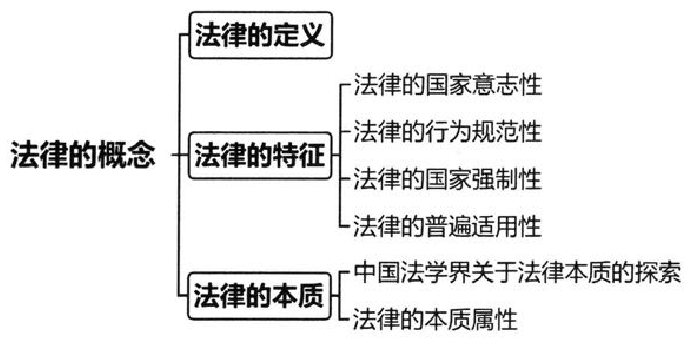 法律的概念
法律的定义
法律的特征
法律的国家意志性
法律的行为规范性
法律的国家强制性
法律的普遍适用性
法律的本质
中国法学界关于法律本质的探索
法律的本质属性